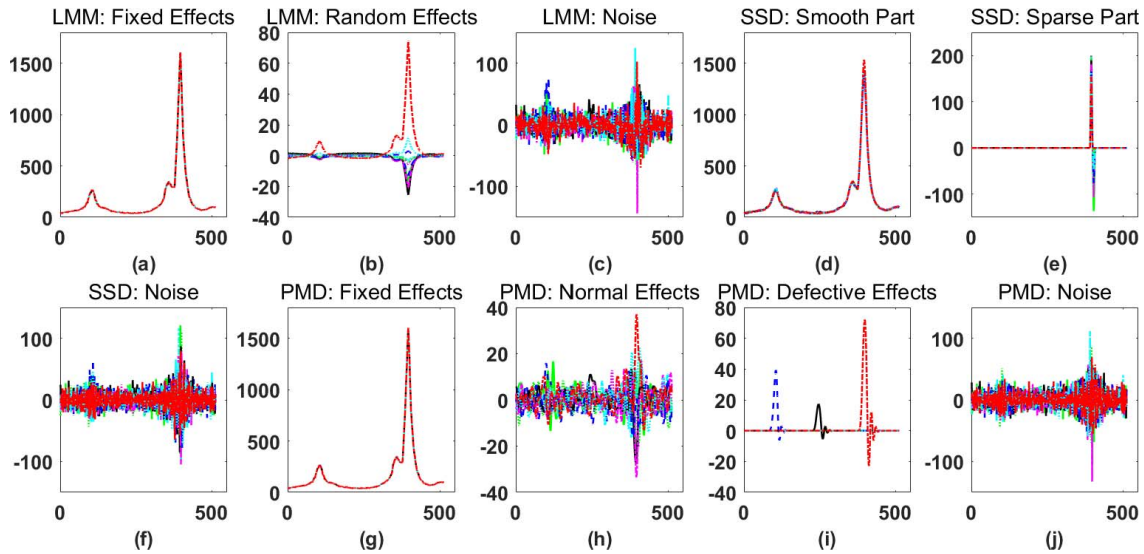 LMM: Fixed Effects
1500
1000
500
0
0 500
(a)
LMM: Random Effects
80
60
40
20
0
-20
-40
0 500
(b)
LMM: Noise
100
0
-100
0 500
(c)
SSD: Smooth Part
1500
1000
500
0
0 500
(d)
SSD: Sparse Part
200
150
100
50
0
-50
-100
0 500
(e)
SSD: Noise
100
0
-100
0 500
(f)
PMD: Fixed Effects
1500
1000
500
0
0 500
(g)
PMD: Normal Effects
40
20
0
-20
-40
0 500
(h)
PMD: Defective Effects
80
60
40
20
0
-20
-40
0 500
(i)
PMD: Noise
100
0
-100
0 500
(j)